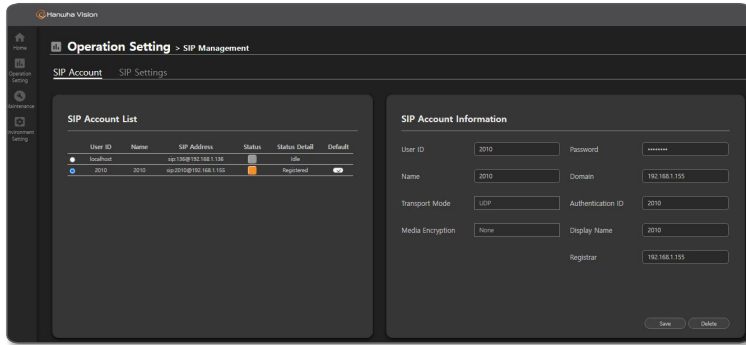 Hanwha Vision
Home
Operation Setting > SIP Management
Operation
Setting
SIP Account SIP Settings
Maintenance
Environment
Setting
SIP Account List
User ID Name SIP Address Status Status Detail Default
localhost sip:136@192.168.1.136 Idle
2010 2010 sip:2010@192.168.1.155 Registered
SIP Account Information
User ID 2010 Password ••••••••
Name 2010 Domain 192.168.1.155
Transport Mode UDP Authentication ID 2010
Media Encryption None Display Name 2010
Registrar 192.168.1.155
Save Delete